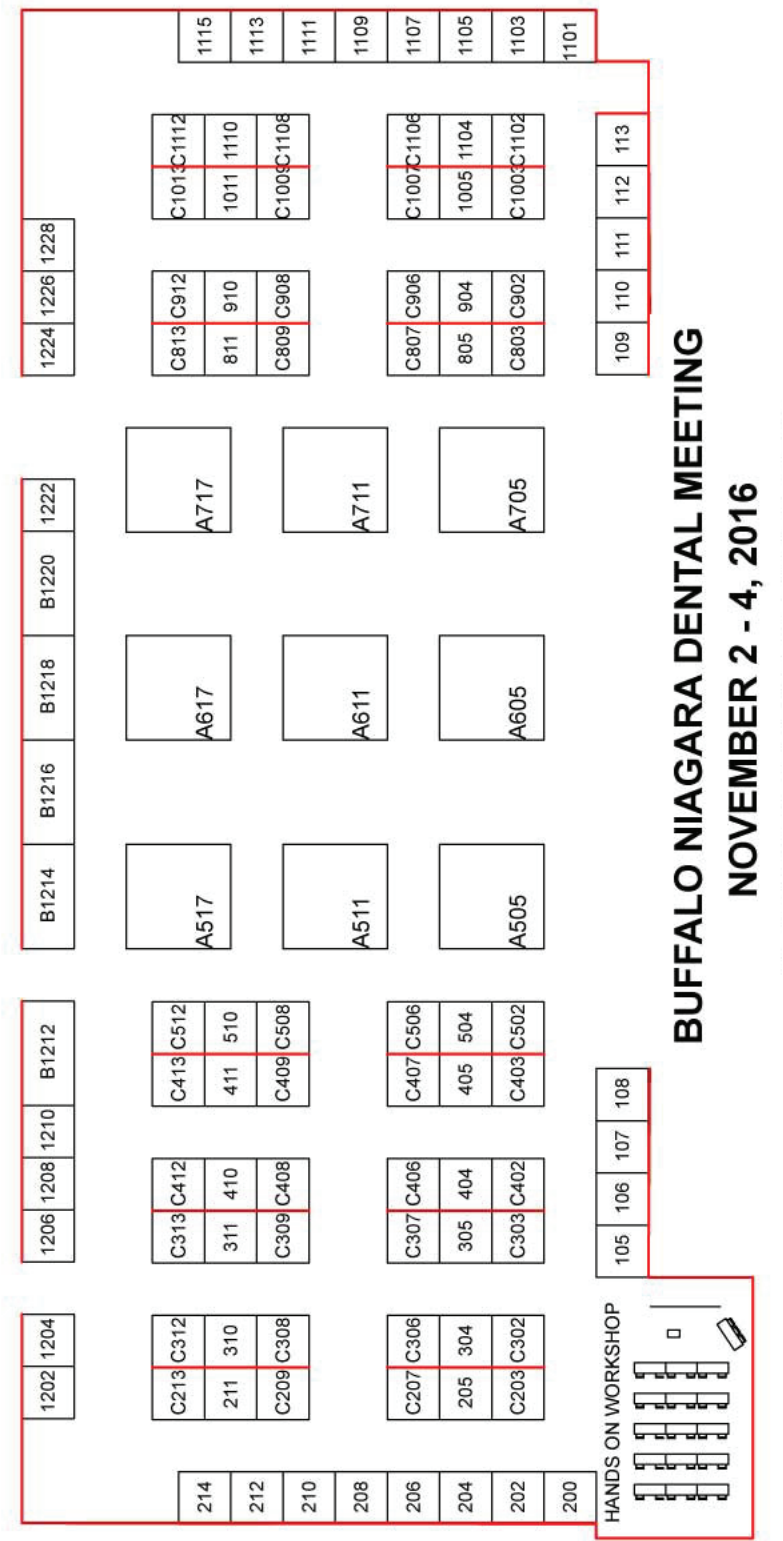 1202 1204 1206 1208 1210 B1212 B1214 B1216 B1218 B1220 1222 1224 1226 1228
214 C213 C312 C313 C412 C413 C512 C813 C912 C1013 C1112 1115
212 211 310 311 410 411 510 A517 A617 A717 811 910 1011 1110 1113
210 C209 C308 C309 C408 C409 C508 C809 C908 C1009 C1108 1111
208 A511 A611 A711 1109
206 C207 C306 C307 C406 C407 C506 C807 C906 C1007 C1106 1107
204 205 304 305 404 405 504 805 904 1005 1104 1105
202 C203 C302 C303 C402 C403 C502 A505 A605 A705 C803 C902 C1003 C1102 1103
200 1101
HANDS ON WORKSHOP 105 106 107 108 109 110 111 112 113
BUFFALO NIAGARA DENTAL MEETING
NOVEMBER 2 - 4, 2016